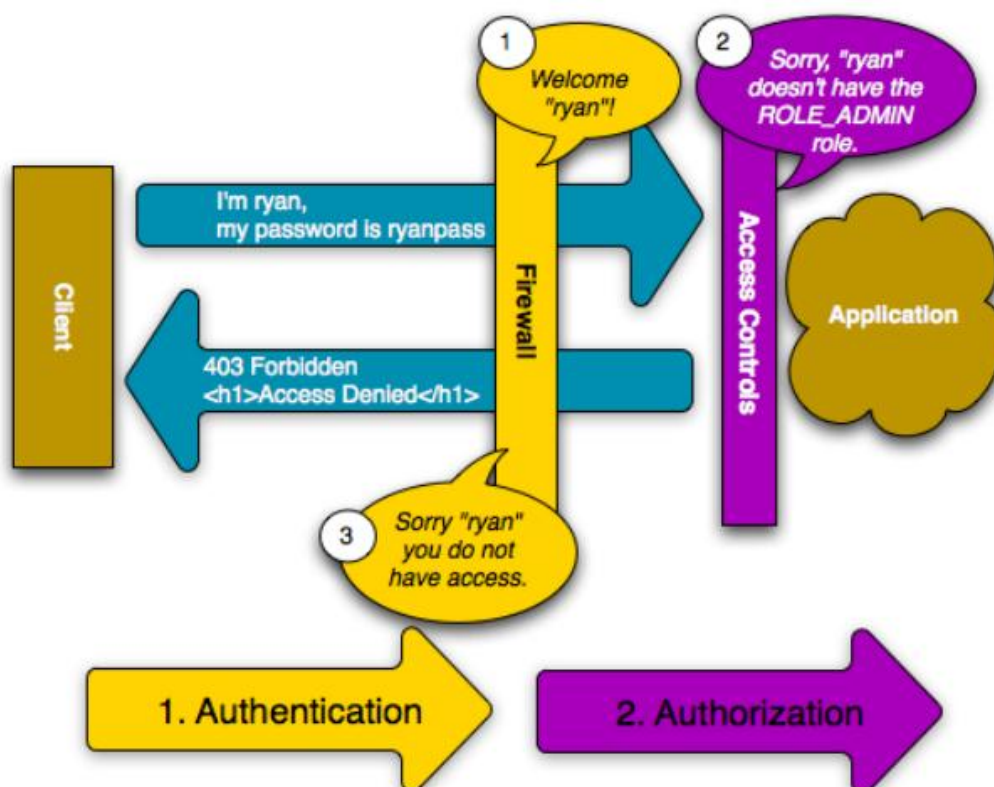 1
Welcome
"ryan"!
2
Sorry, "ryan"
doesn't have the
ROLE_ADMIN
role.
Client
I'm ryan,
my password is ryanpass
Firewall
Access Controls
Application
403 Forbidden
<h1>Access Denied</h1>
3
Sorry "ryan"
you do not
have access.
1. Authentication
2. Authorization